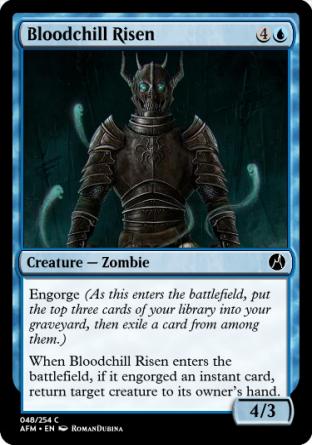 Bloodchill Risen 4
Creature — Zombie
Engorge (As this enters the battlefield, put
the top three cards of your library into your
graveyard, then exile a card from among
them.)
When Bloodchill Risen enters the
battlefield, if it engorged an instant card,
return target creature to its owner's hand.
4/3
048/254 C
AFM • EN RomanDubina